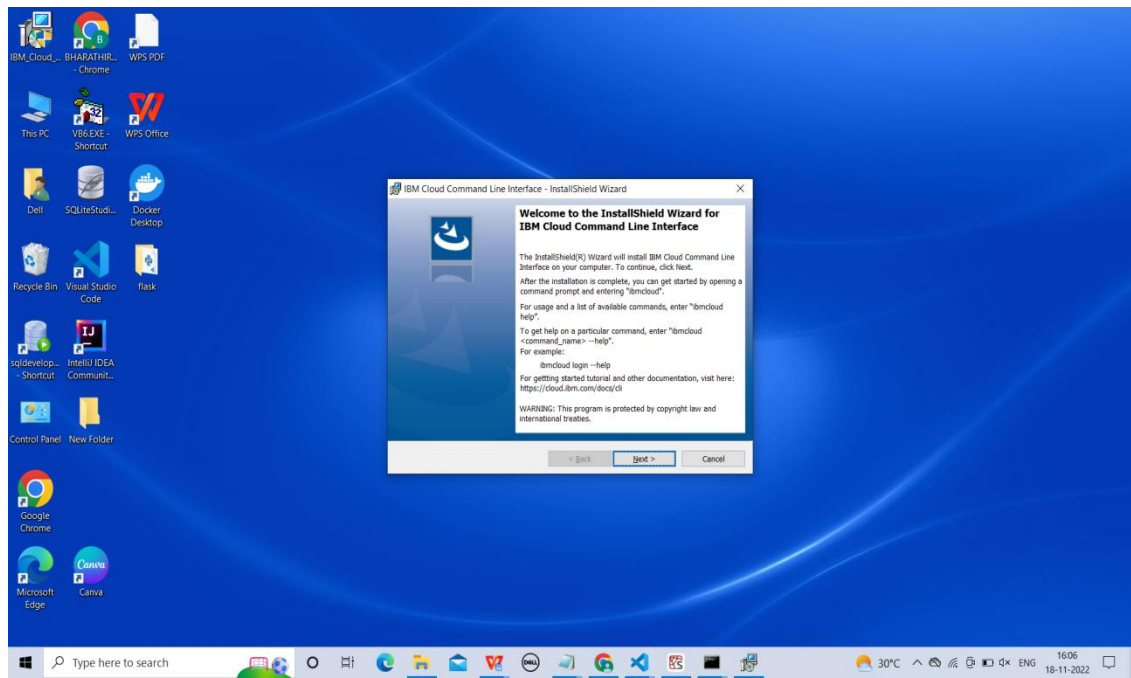 IBM_Cloud_...
BHARATHIR...
- Chrome
WPS PDF
This PC
VB6.EXE -
Shortcut
WPS Office
Dell
SQLiteStudi...
Docker
Desktop
Recycle Bin
Visual Studio
Code
flask
sqldevelop...
- Shortcut
IntelliJ IDEA
Communit...
Control Panel
New Folder
Google
Chrome
Microsoft
Edge
Canva
Canva
IBM Cloud Command Line Interface - InstallShield Wizard
Welcome to the InstallShield Wizard for
IBM Cloud Command Line Interface
The InstallShield(R) Wizard will install IBM Cloud Command Line
Interface on your computer. To continue, click Next.
After the installation is complete, you can get started by opening a
command prompt and entering "ibmcloud".
For usage and a list of available commands, enter "ibmcloud
help".
To get help on a particular command, enter "ibmcloud
<command_name> --help".
For example:
ibmcloud login --help
For gettting started tutorial and other documentation, visit here:
https://cloud.ibm.com/docs/cli
WARNING: This program is protected by copyright law and
international treaties.
< Back
Next >
Cancel
Type here to search
DELL
30°C
ENG
16:06
18-11-2022